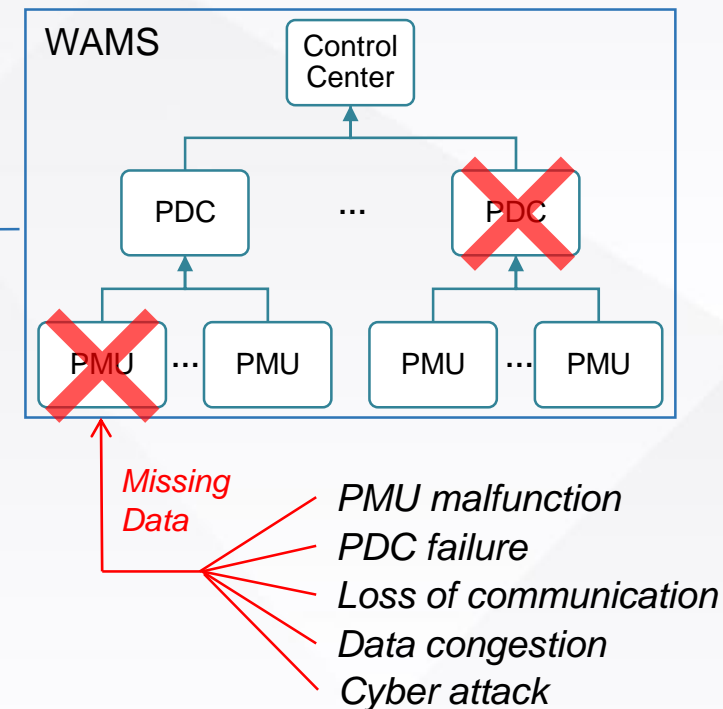 WAMS
Control
Center
PDC
...
PDC
PMU
...
PMU
PMU
...
PMU
Missing
Data
PMU malfunction
PDC failure
Loss of communication
Data congestion
Cyber attack